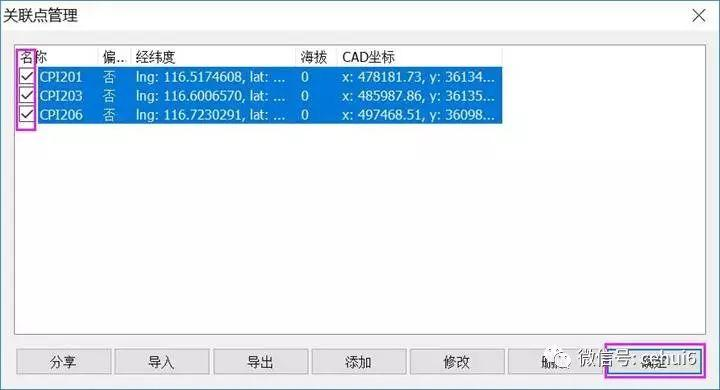 关联点管理
名称 偏... 经纬度 海拔 CAD坐标
CPI201 否 lng: 116.5174608, lat: ... 0 x: 478181.73, y: 36134...
CPI203 否 lng: 116.6006570, lat: ... 0 x: 485987.86, y: 36135...
CPI206 否 lng: 116.7230291, lat: ... 0 x: 497468.51, y: 36098...
分享 导入 导出 添加 修改 删除 确定
微信号: cehui6